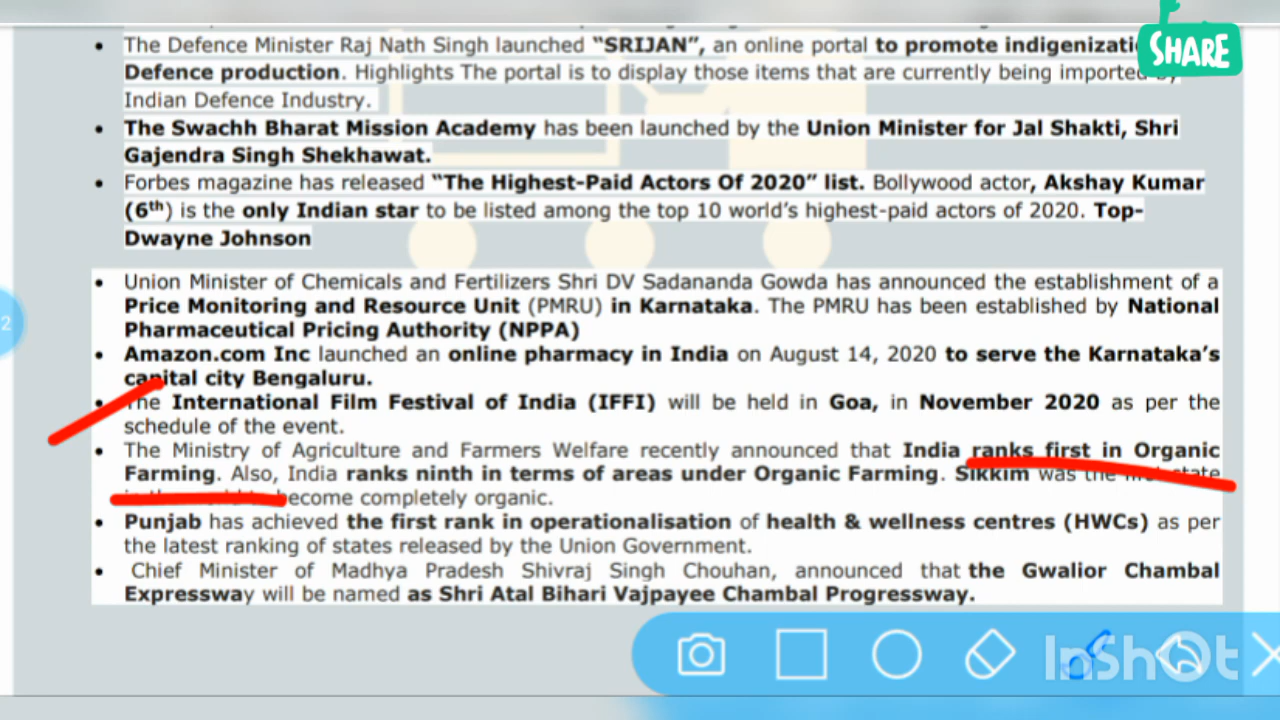 SHARE
• The Defence Minister Raj Nath Singh launched “SRIJAN”, an online portal to promote
Defence production. Highlights The portal is to display those items that are currently being imported by
Indian Defence Industry.
• The Swachh Bharat Mission Academy has been launched by the Union Minister for Jal Shakti, Shri
Gajendra Singh Shekhawat.
• Forbes magazine has released “The Highest-Paid Actors Of 2020” list. Bollywood actor, Akshay Kumar
(6th) is the only Indian star to be listed among the top 10 world’s highest-paid actors of 2020. Top-
Dwayne Johnson
• Union Minister of Chemicals and Fertilizers Shri DV Sadananda Gowda has announced the establishment of a
Price Monitoring and Resource Unit (PMRU) in Karnataka. The PMRU has been established by National
Pharmaceutical Pricing Authority (NPPA)
• Amazon.com Inc launched an online pharmacy in India on August 14, 2020 to serve the Karnataka’s
capital city Bengaluru.
• The International Film Festival of India (IFFI) will be held in Goa, in November 2020 as per the
schedule of the event.
• The Ministry of Agriculture and Farmers Welfare recently announced that India ranks first in Organic
Farming. Also, India ranks ninth in terms of areas under Organic Farming. Sikkim was the state
become completely organic.
• Punjab has achieved the first rank in operationalisation of health & wellness centres (HWCs) as per
the latest ranking of states released by the Union Government.
• Chief Minister of Madhya Pradesh Shivraj Singh Chouhan, announced that the Gwalior Chambal
Expressway will be named as Shri Atal Bihari Vajpayee Chambal Progressway.
2
InShOt